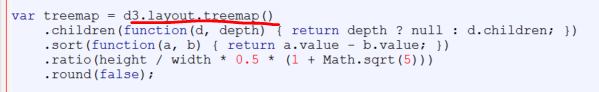 var treemap = d3.layout.treemap()
.children(function(d, depth) { return depth ? null : d.children; })
.sort(function(a, b) { return a.value - b.value; })
.ratio(height / width * 0.5 * (1 + Math.sqrt(5)))
.round(false);